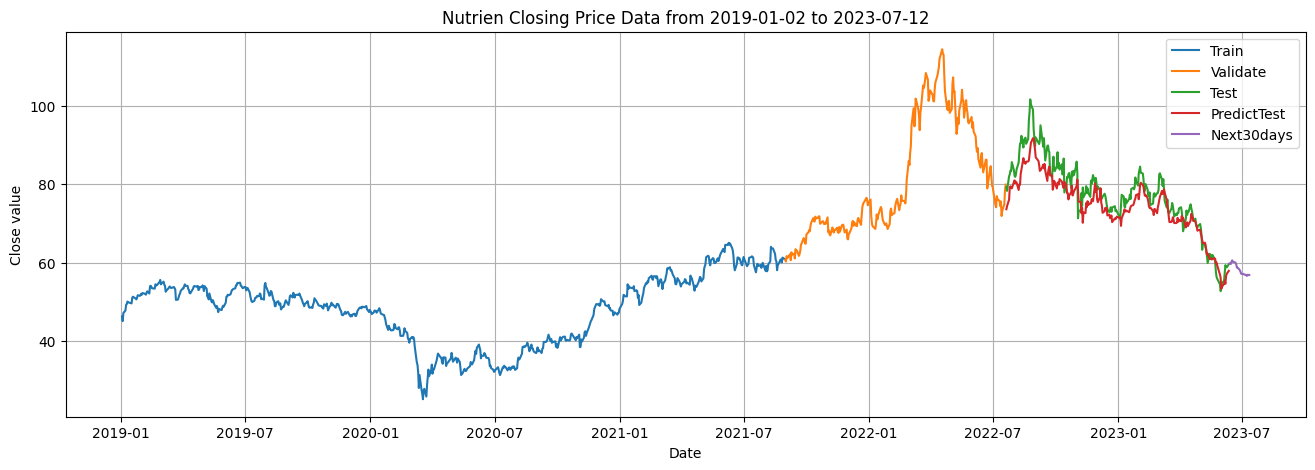 Nutrien Closing Price Data from 2019-01-02 to 2023-07-12
Close value
100
80
60
40
Train
Validate
Test
PredictTest
Next30days
2019-01 2019-07 2020-01 2020-07 2021-01 2021-07 2022-01 2022-07 2023-01 2023-07
Date